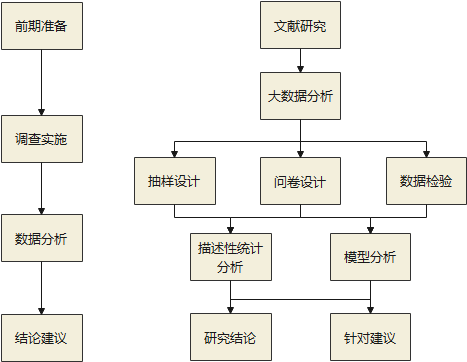 前期准备
文献研究
大数据分析
调查实施
抽样设计
问卷设计
数据检验
数据分析
描述性统计
分析
模型分析
结论建议
研究结论
针对建议